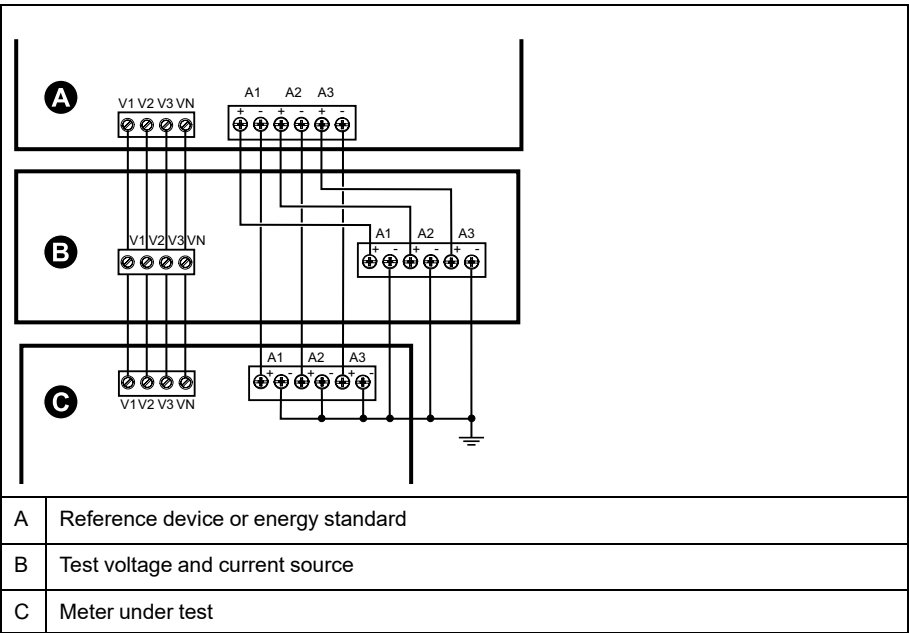 A1 A2 A3
A
V1 V2 V3 VN
+ - + - + -
V1 V2 V3 VN
A1 A2 A3
B
+ - + - + -
A1 A2 A3
+ - + - + -
C
V1 V2 V3 VN
A Reference device or energy standard
B Test voltage and current source
C Meter under test